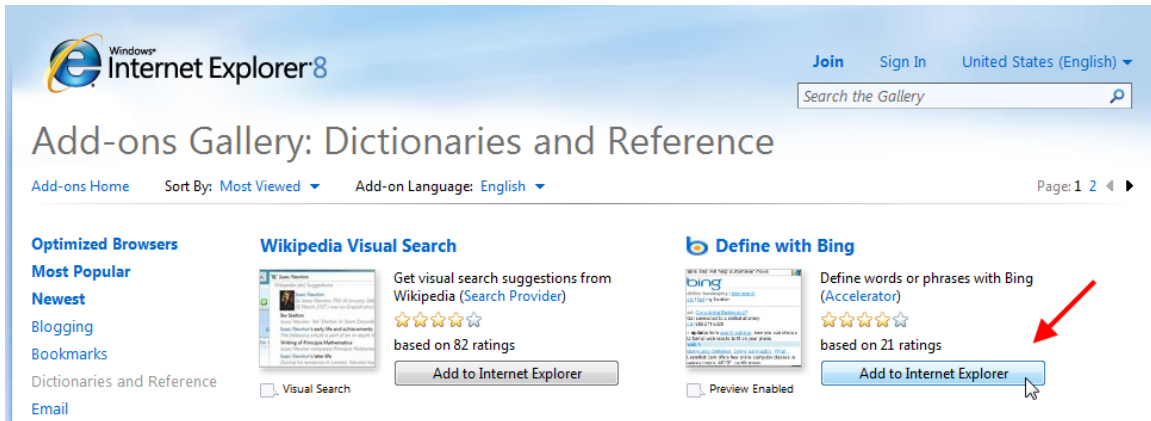 Windows®
Internet Explorer 8
Join Sign In United States (English)
Search the Gallery
Add-ons Gallery: Dictionaries and Reference
Add-ons Home Sort By: Most Viewed Add-on Language: English Page: 1 2
Optimized Browsers
Most Popular
Newest
Blogging
Bookmarks
Dictionaries and Reference
Email
Wikipedia Visual Search
Get visual search suggestions from
Wikipedia (Search Provider)
based on 82 ratings
Add to Internet Explorer
Visual Search
Define with Bing
bing
Define words or phrases with Bing
(Accelerator)
based on 21 ratings
Add to Internet Explorer
Preview Enabled